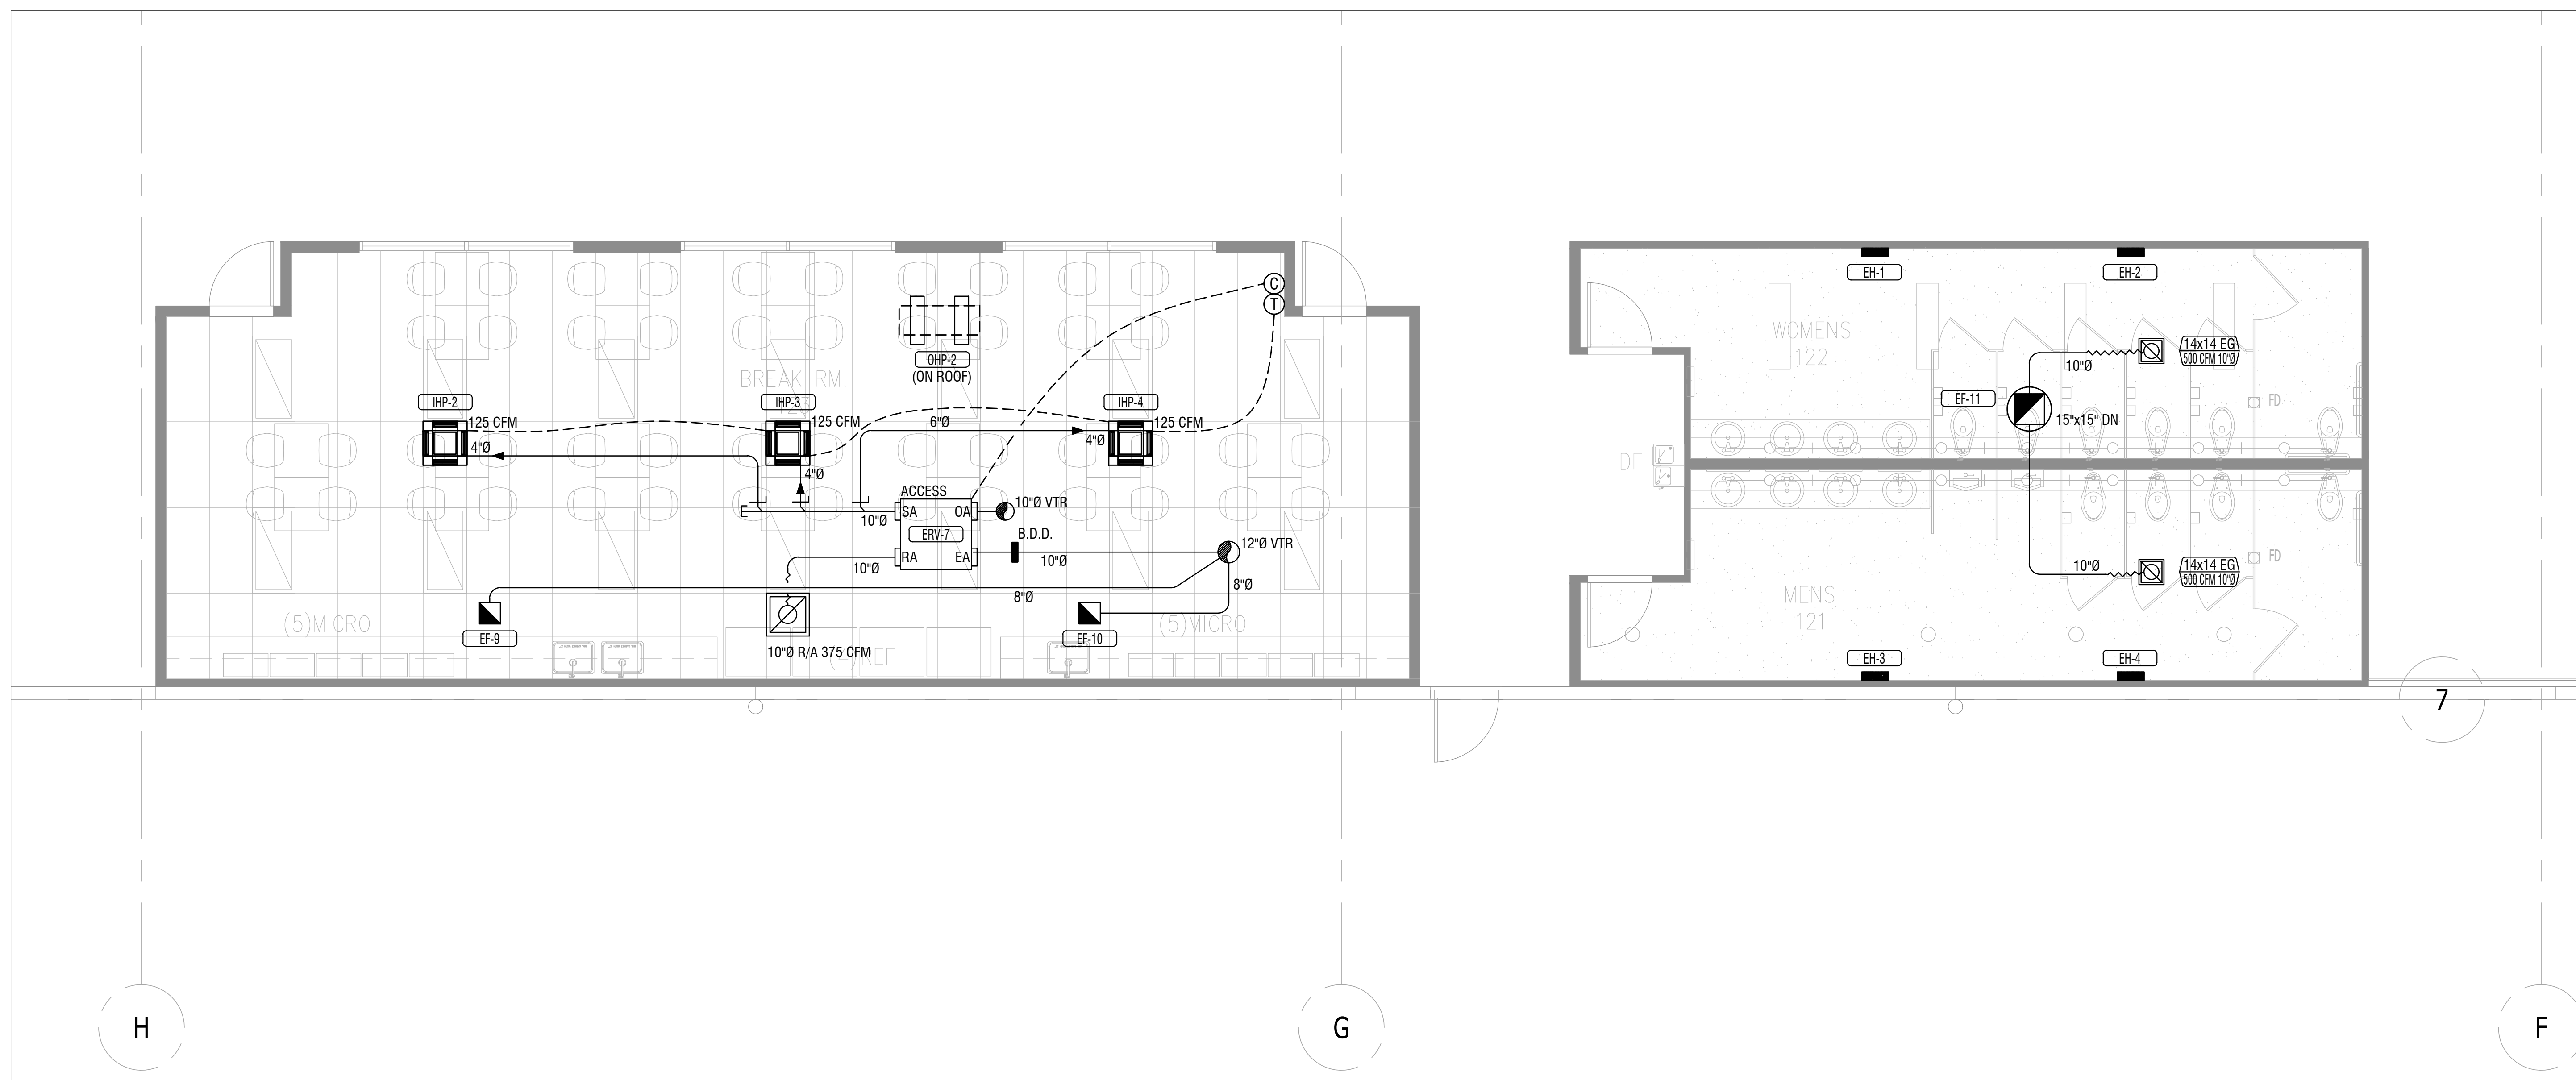 EH-1
EH-2
C
T
WOMENS
122
14x14 EG
500 CFM 10"Ø
OHP-2
(ON ROOF)
10"Ø
BREAK RM.
IHP-2
IHP-3
IHP-4
EF-11
FD
125 CFM
125 CFM
6"Ø
125 CFM
15"x15" DN
4"Ø
4"Ø
4"Ø
DF
ACCESS
10"Ø
SA
OA
10"Ø VTR
ERV-7
B.D.D.
12"Ø VTR
RA
EA
10"Ø
10"Ø
FD
10"Ø
14x14 EG
500 CFM 10"Ø
8"Ø
8"Ø
MENS
121
(5)MICRO
EF-9
EF-10
(5)MICRO
10"Ø R/A 375 CFM
(4)REF
EH-3
EH-4
7
H
G
F